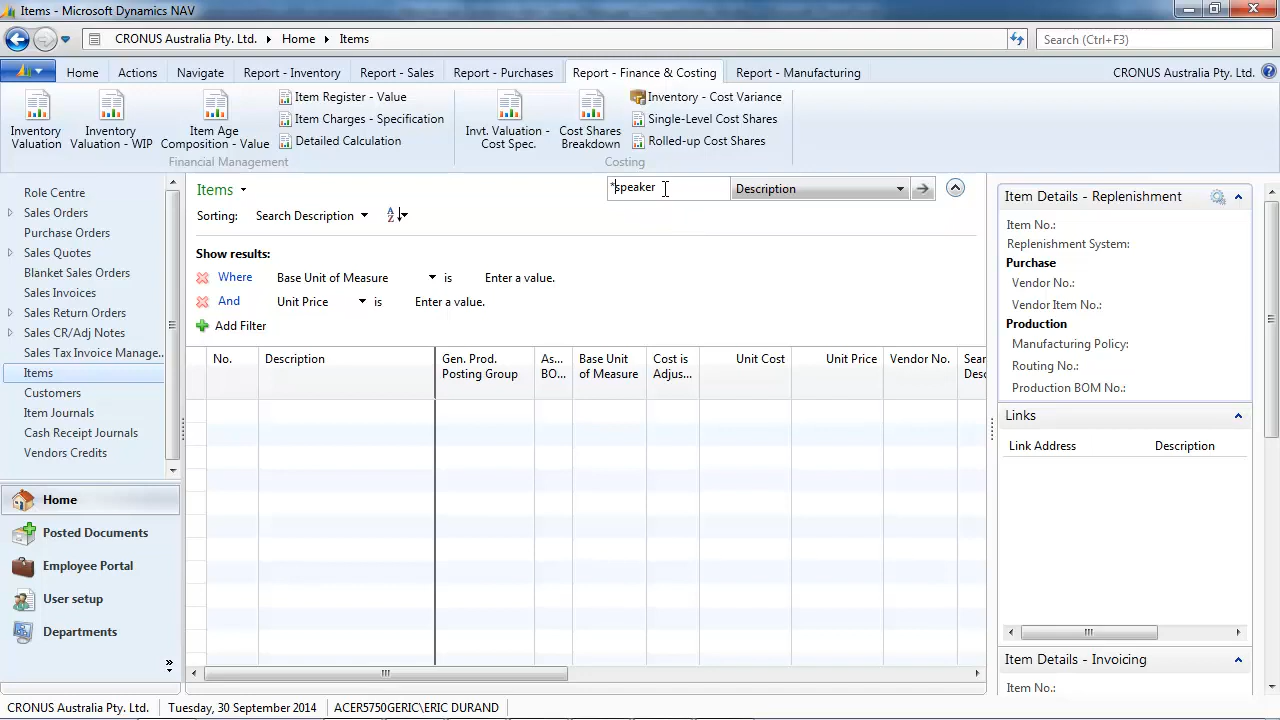 Items - Microsoft Dynamics NAV
CRONUS Australia Pty. Ltd. Home Items
Search (Ctrl+F3)
Home Actions Navigate Report - Inventory Report - Sales Report - Purchases Report - Finance & Costing Report - Manufacturing CRONUS Australia Pty. Ltd.
Inventory Valuation
Inventory Valuation - WIP
Item Age Composition - Value
Item Register - Value
Item Charges - Specification
Detailed Calculation
Financial Management
Invt. Valuation - Cost Spec.
Cost Shares Breakdown
Inventory - Cost Variance
Single-Level Cost Shares
Rolled-up Cost Shares
Costing
Role Centre
Sales Orders
Purchase Orders
Sales Quotes
Blanket Sales Orders
Sales Invoices
Sales Return Orders
Sales CR/Adj Notes
Sales Tax Invoice Manage...
Items
Customers
Item Journals
Cash Receipt Journals
Vendors Credits
Home
Posted Documents
Employee Portal
User setup
Departments
Items
*speaker
Description
Sorting: Search Description
Show results:
Where Base Unit of Measure is Enter a value.
And Unit Price is Enter a value.
Add Filter
No.
Description
Gen. Prod. Posting Group
As... BO...
Base Unit of Measure
Cost is Adjus...
Unit Cost
Unit Price
Vendor No.
Sear Desc
Item Details - Replenishment
Item No.:
Replenishment System:
Purchase
Vendor No.:
Vendor Item No.:
Production
Manufacturing Policy:
Routing No.:
Production BOM No.:
Links
Link Address Description
Item Details - Invoicing
Item No.:
CRONUS Australia Pty. Ltd. Tuesday, 30 September 2014 ACER5750GERIC\ERIC DURAND